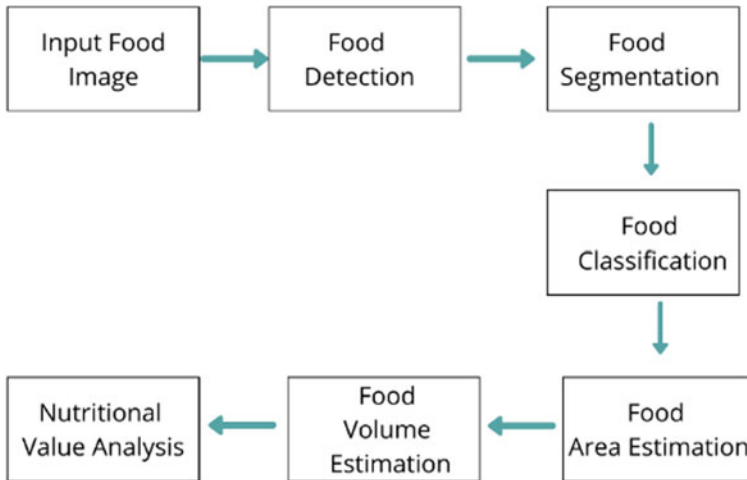 Input Food
Image
Food
Detection
Food
Segmentation
Food
Classification
Food
Area Estimation
Food
Volume
Estimation
Nutritional
Value Analysis